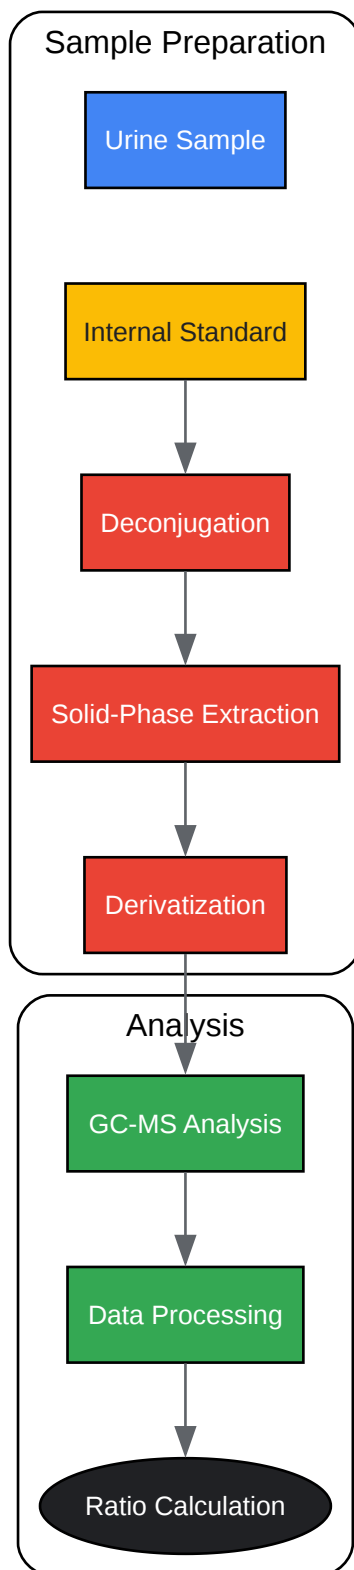 Sample Preparation
Urine Sample
Internal Standard
Deconjugation
Solid-Phase Extraction
Derivatization
Analysis
GC-MS Analysis
Data Processing
Ratio Calculation